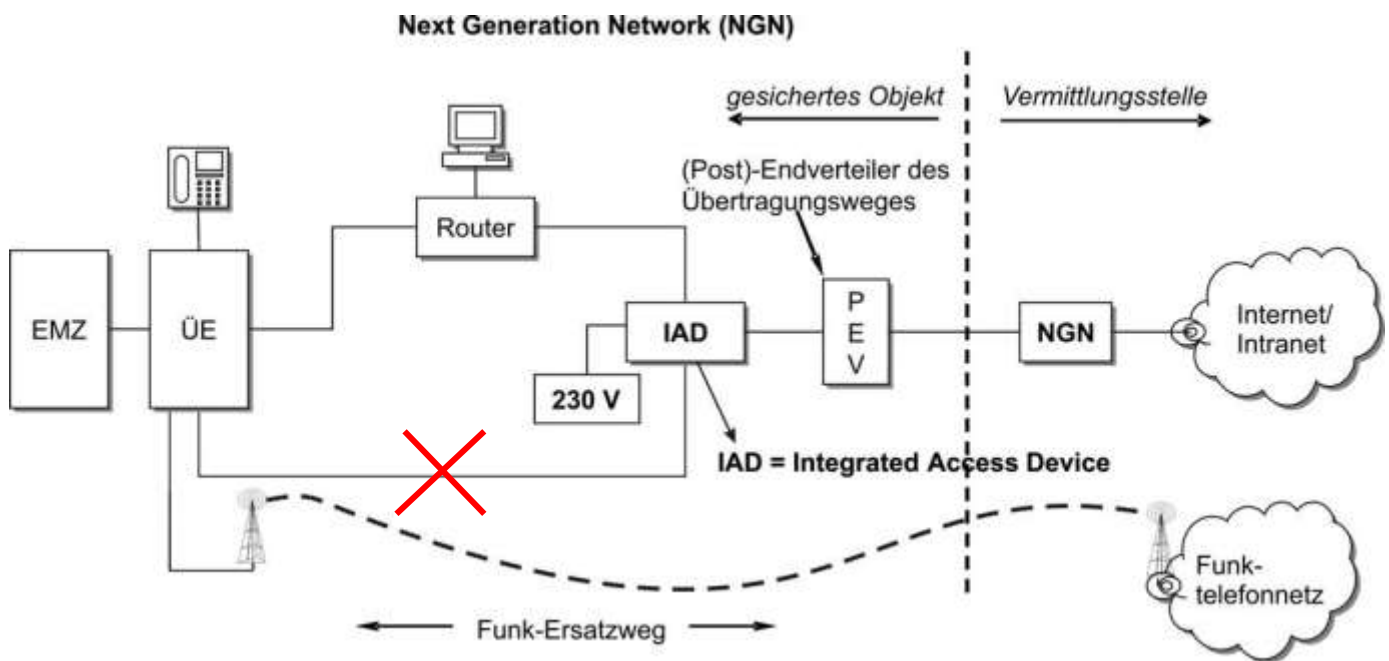 Next Generation Network (NGN)
gesichertes Objekt
Vermittlungsstelle
(Post)-Endverteiler des
Übertragungsweges
Router
EMZ
ÜE
IAD
230 V
P
E
V
NGN
Internet/
Intranet
IAD = Integrated Access Device
Funk-
telefonnetz
Funk-Ersatzweg